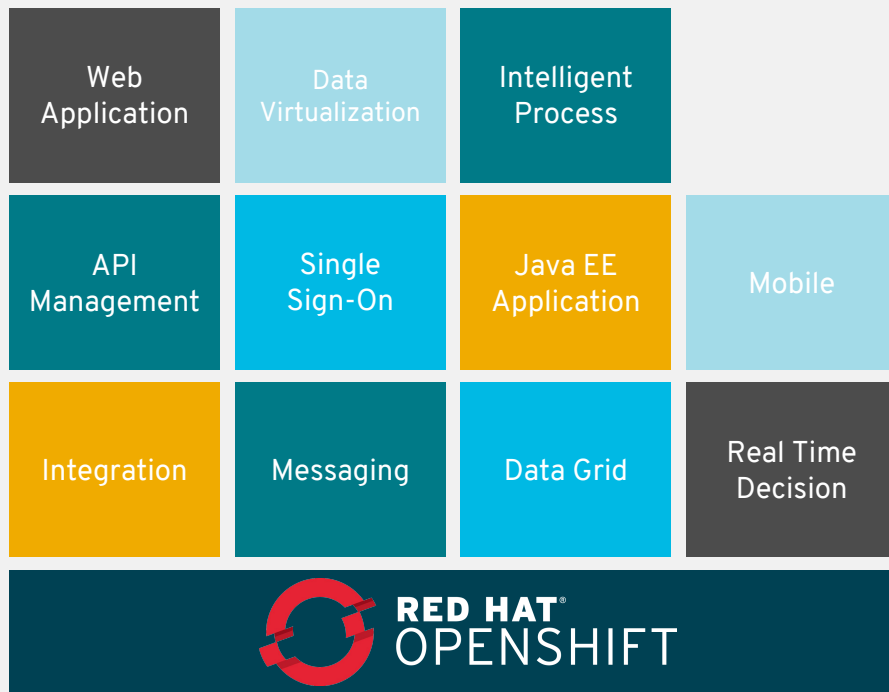 Web
Application
Data
Virtualization
Intelligent
Process
API
Management
Single
Sign-On
Java EE
Application
Mobile
Integration
Messaging
Data Grid
Real Time
Decision
RED HAT®
OPENSHIFT